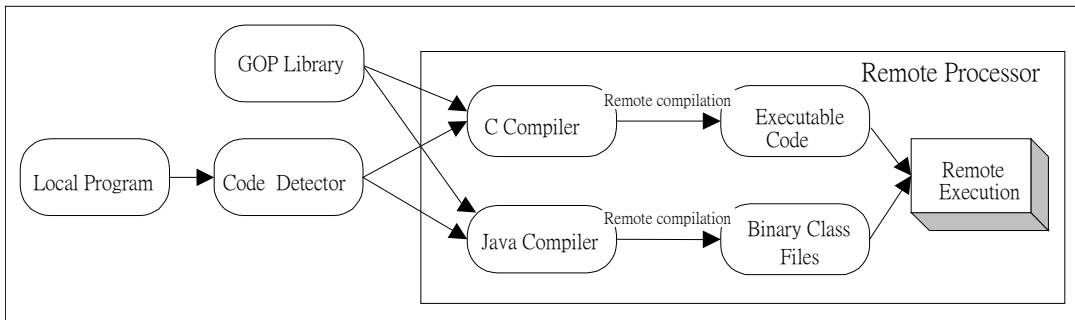 GOP Library
Remote Processor
C Compiler
Remote compilation
Executable
Code
Local Program
Code Detector
Remote
Execution
Java Compiler
Remote compilation
Binary Class
Files